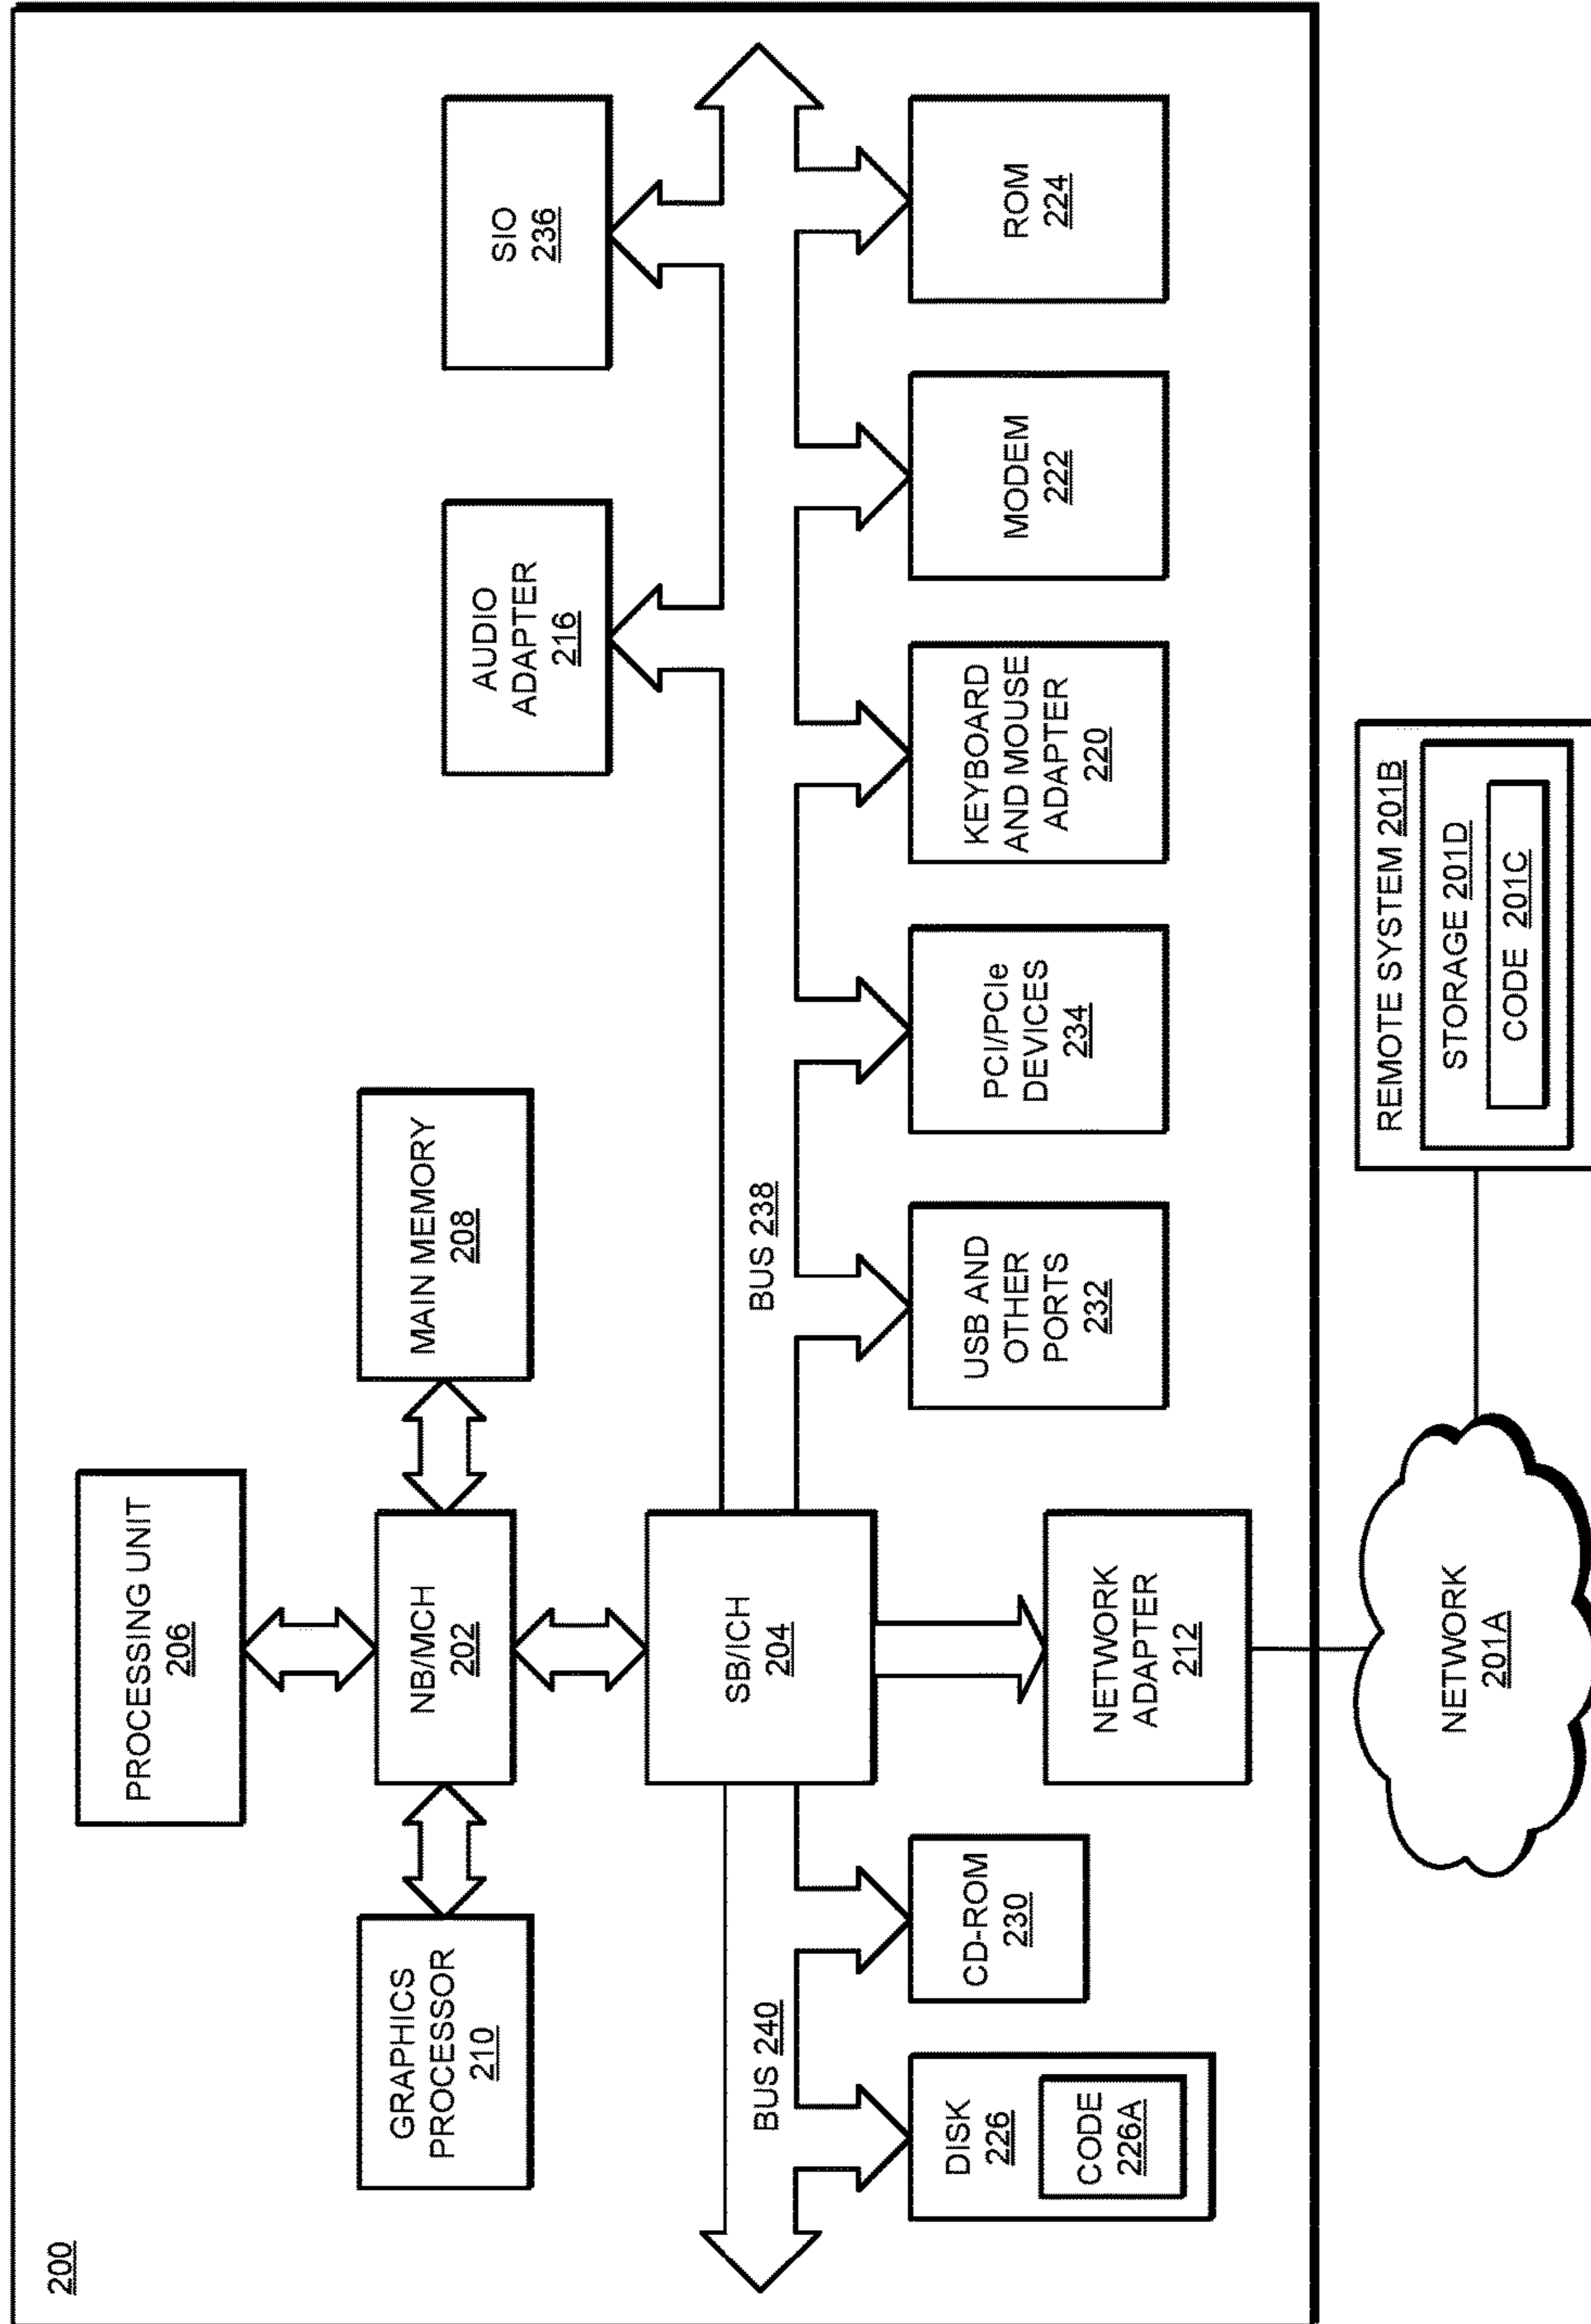 200
PROCESSING UNIT
206
GRAPHICS
PROCESSOR
210
NB/MCH
202
MAIN MEMORY
208
AUDIO
ADAPTER
216
SIO
236
SB/ICH
204
BUS 240
BUS 238
DISK
226
CODE
226A
CD-ROM
230
NETWORK
ADAPTER
212
USB AND
OTHER
PORTS
232
PCI/PCIe
DEVICES
234
KEYBOARD
AND MOUSE
ADAPTER
220
MODEM
222
ROM
224
NETWORK
201A
REMOTE SYSTEM 201B
STORAGE 201D
CODE 201C